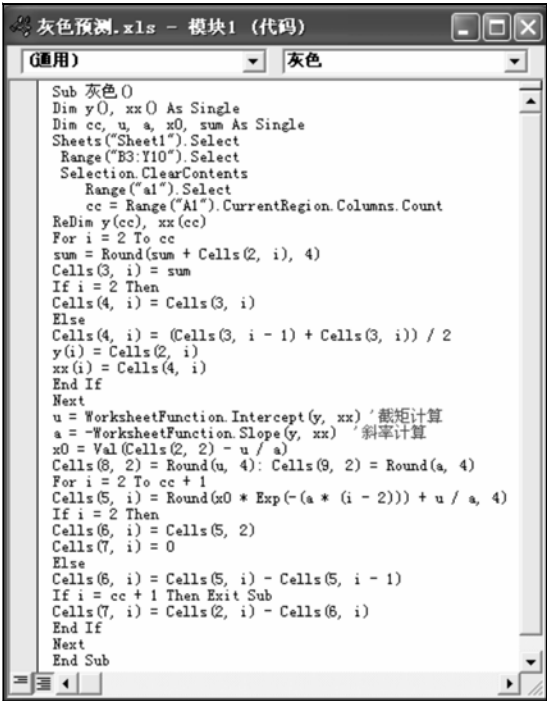 灰色预测.xls - 模块1 (代码)
(通用)
灰色
Sub 灰色()
Dim y(), xx() As Single
Dim cc, u, a, x0, sum As Single
Sheets("Sheet1").Select
Range("B3:Y10").Select
Selection.ClearContents
Range("a1").Select
cc = Range("A1").CurrentRegion.Columns.Count
ReDim y(cc), xx(cc)
For i = 2 To cc
sum = Round(sum + Cells(2, i), 4)
Cells(3, i) = sum
If i = 2 Then
Cells(4, i) = Cells(3, i)
Else
Cells(4, i) = (Cells(3, i - 1) + Cells(3, i)) / 2
y(i) = Cells(2, i)
xx(i) = Cells(4, i)
End If
Next
u = WorksheetFunction.Intercept(y, xx) '截矩计算
a = -WorksheetFunction.Slope(y, xx) '斜率计算
x0 = Val(Cells(2, 2) - u / a)
Cells(8, 2) = Round(u, 4): Cells(9, 2) = Round(a, 4)
For i = 2 To cc + 1
Cells(5, i) = Round(x0 * Exp(-(a * (i - 2))) + u / a, 4)
If i = 2 Then
Cells(6, i) = Cells(5, 2)
Cells(7, i) = 0
Else
Cells(6, i) = Cells(5, i) - Cells(5, i - 1)
If i = cc + 1 Then Exit Sub
Cells(7, i) = Cells(2, i) - Cells(6, i)
End If
Next
End Sub